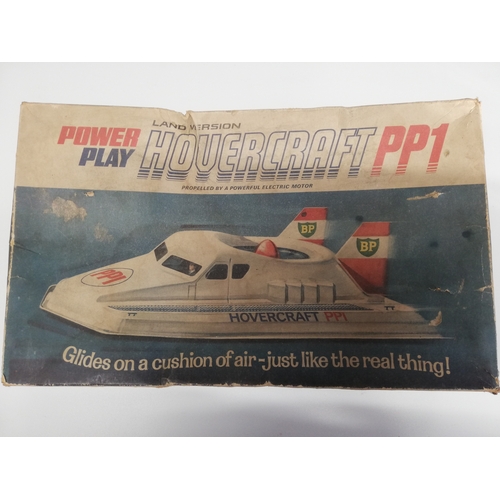 LAND VERSION
POWER PLAY HOVERCRAFT PP1
PROPELLED BY A POWERFUL ELECTRIC MOTOR
BP
BP
PP1
HOVERCRAFT PP1
Glides on a cushion of air-just like the real thing!